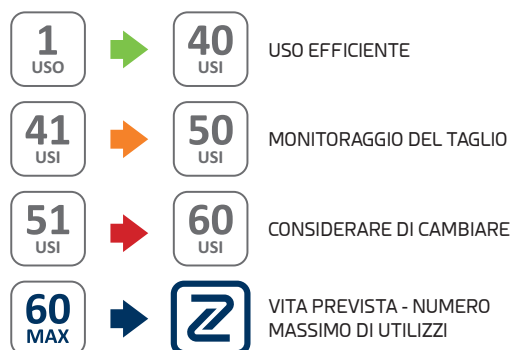 1
USO
40
USI
USO EFFICIENTE
41
USI
50
USI
MONITORAGGIO DEL TAGLIO
51
USI
60
USI
CONSIDERARE DI CAMBIARE
60
MAX
Z
VITA PREVISTA - NUMERO
MASSIMO DI UTILIZZI